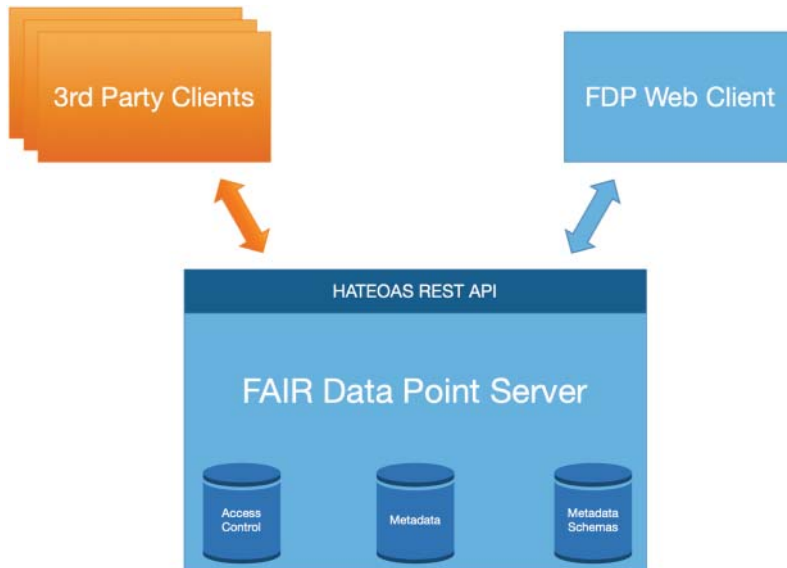 3rd Party Clients
FDP Web Client
HATEOAS REST API
FAIR Data Point Server
Access
Control
Metadata
Metadata
Schemas